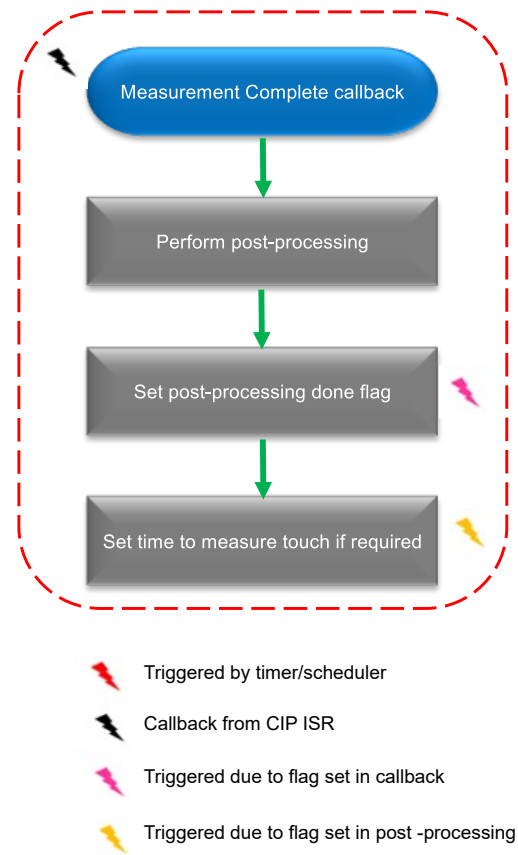 Measurement Complete callback
Perform post-processing
Set post-processing done flag
Set time to measure touch if required
Triggered by timer/scheduler
Callback from CIP ISR
Triggered due to flag set in callback
Triggered due to flag set in post -processing